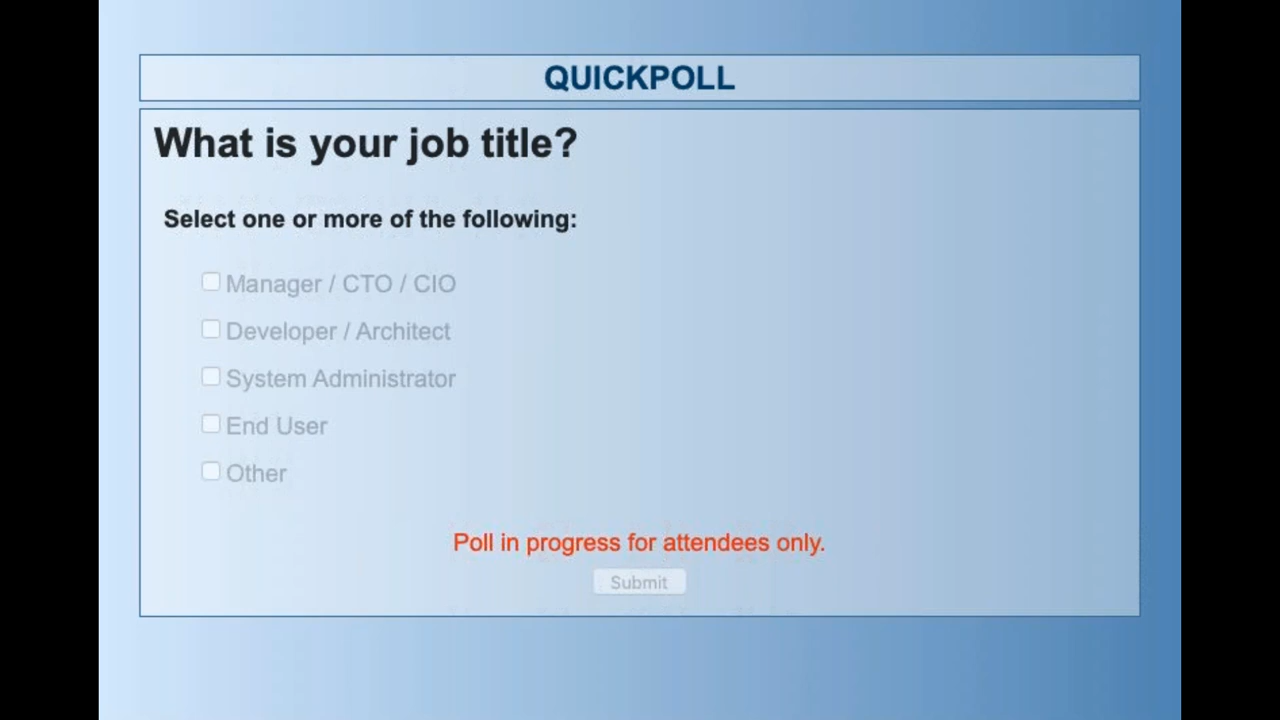 QUICKPOLL
What is your job title?
Select one or more of the following:
Manager / CTO / CIO
Developer / Architect
System Administrator
End User
Other
Poll in progress for attendees only.
Submit